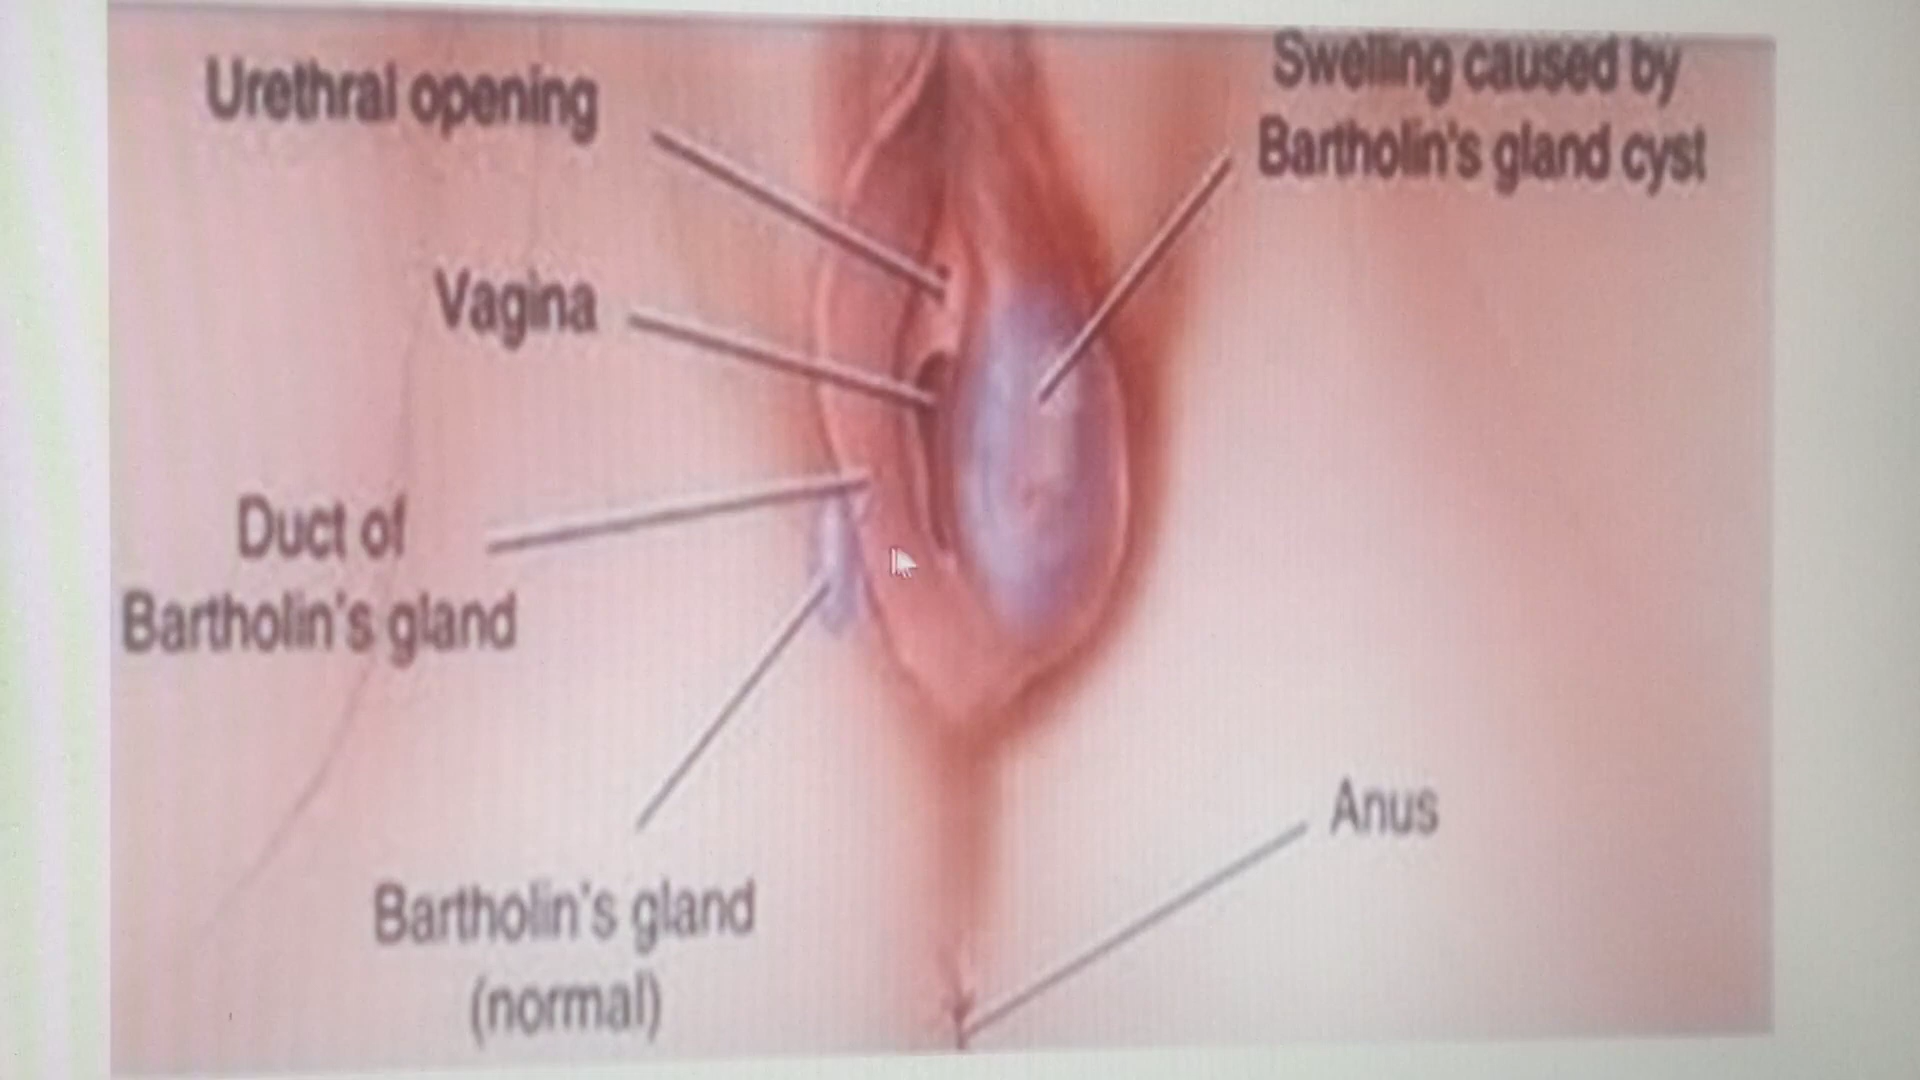 Urethral opening
Swelling caused by
Bartholin's gland cyst
Vagina
Duct of
Bartholin's gland
Bartholin's gland
(normal)
Anus